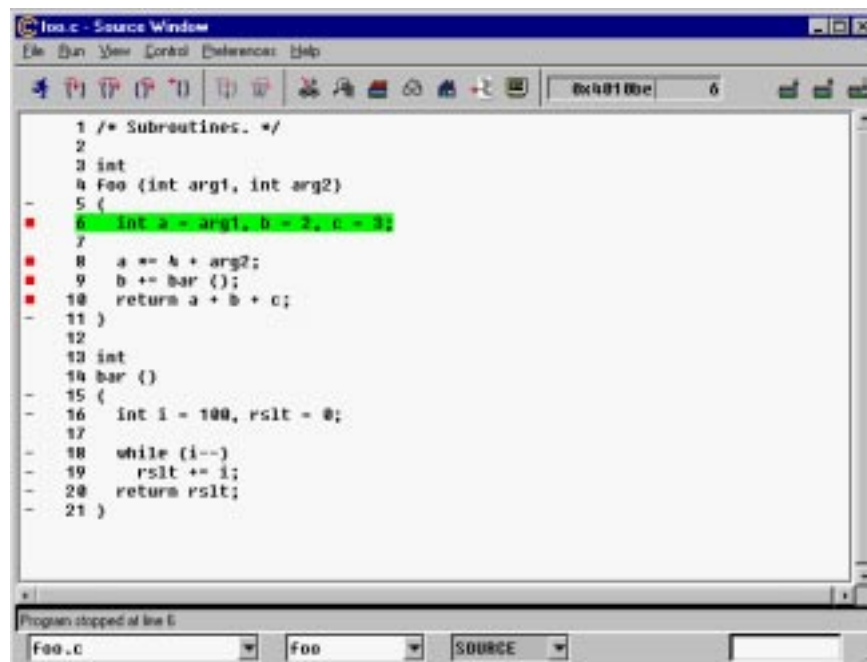 foo.c - Source Window
File Run View Control Preferences Help
0x4010be 6
1 /* Subroutines. */
2
3 int
4 foo (int arg1, int arg2)
5 {
6 int a = arg1, b = 2, c = 3;
7
8 a *= 4 + arg2;
9 b += bar ();
10 return a + b + c;
11 }
12
13 int
14 bar ()
15 {
16 int i = 100, rslt = 0;
17
18 while (i--)
19 rslt += i;
20 return rslt;
21 }
Program stopped at line 6
foo.c foo SOURCE